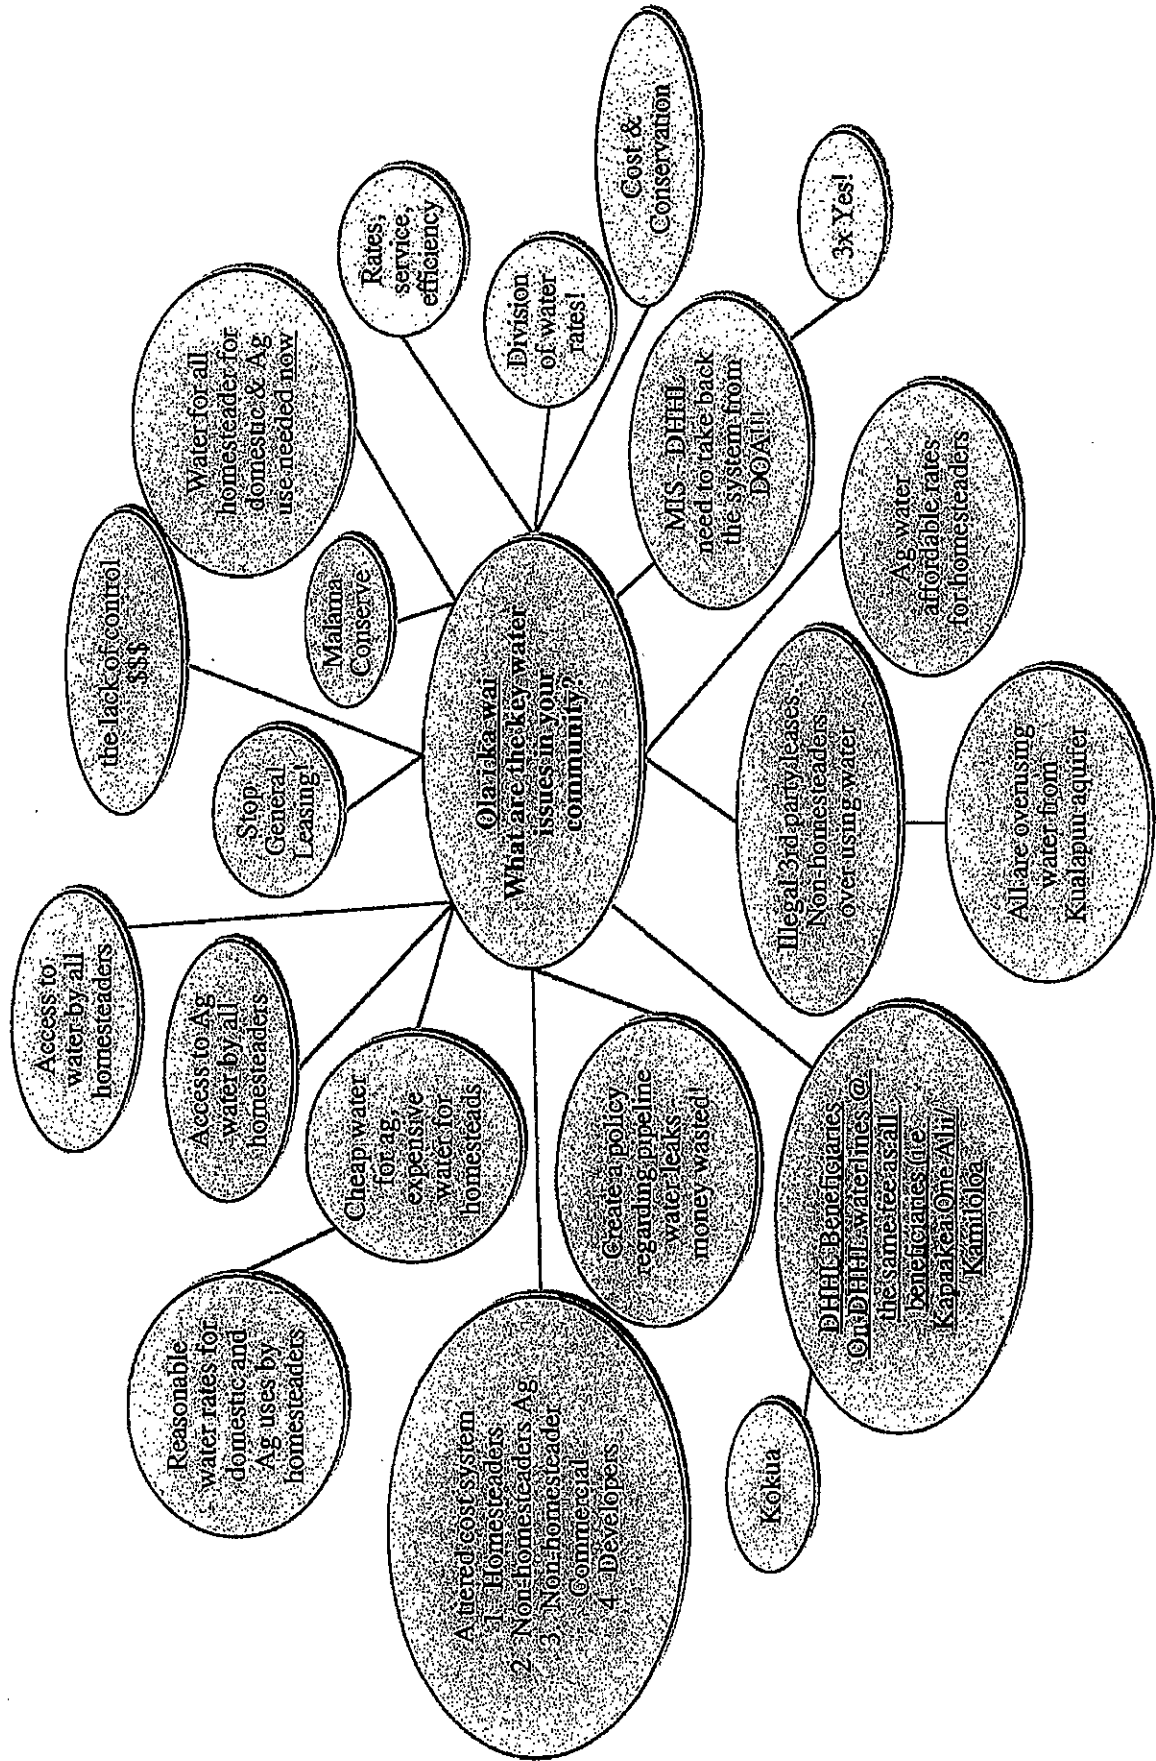 Ola i ka wai
What are the key water
issues in your
community?
Access to
water by all
homesteaders
Access to Ag
water by all
homesteaders
Cheap water
for ag,
expensive
water for
homesteads
Reasonable
water rates for
domestic and
Ag uses by
homesteaders
A tiered cost system
1 Homesteaders
2 Non-homesteaders Ag
3 Non-homesteader
Commercial
4 Developers
Create a policy
regarding pipeline
water leaks
money wasted!
DHHL Beneficiaries
On DHHL waterlines @
the same fee as all
beneficiaries (i.e.
Kapaakea/One Alii/
Kamiloloa
Kokua
Stop
General
Leasing!
the lack of control
$$$
Malama
Conserve
Water for all
homesteader for
domestic & Ag
use needed now
Rates,
service,
efficiency
Division
of water
rates!
Cost &
Conservation
MIS – DHHL
need to take back
the system from
DOA!!!
3x Yes!
Ag water
affordable rates
for homesteaders
Illegal 3rd party leases.
Non homesteaders
over using water
All are overusing
water from
Kualapuu aquifer